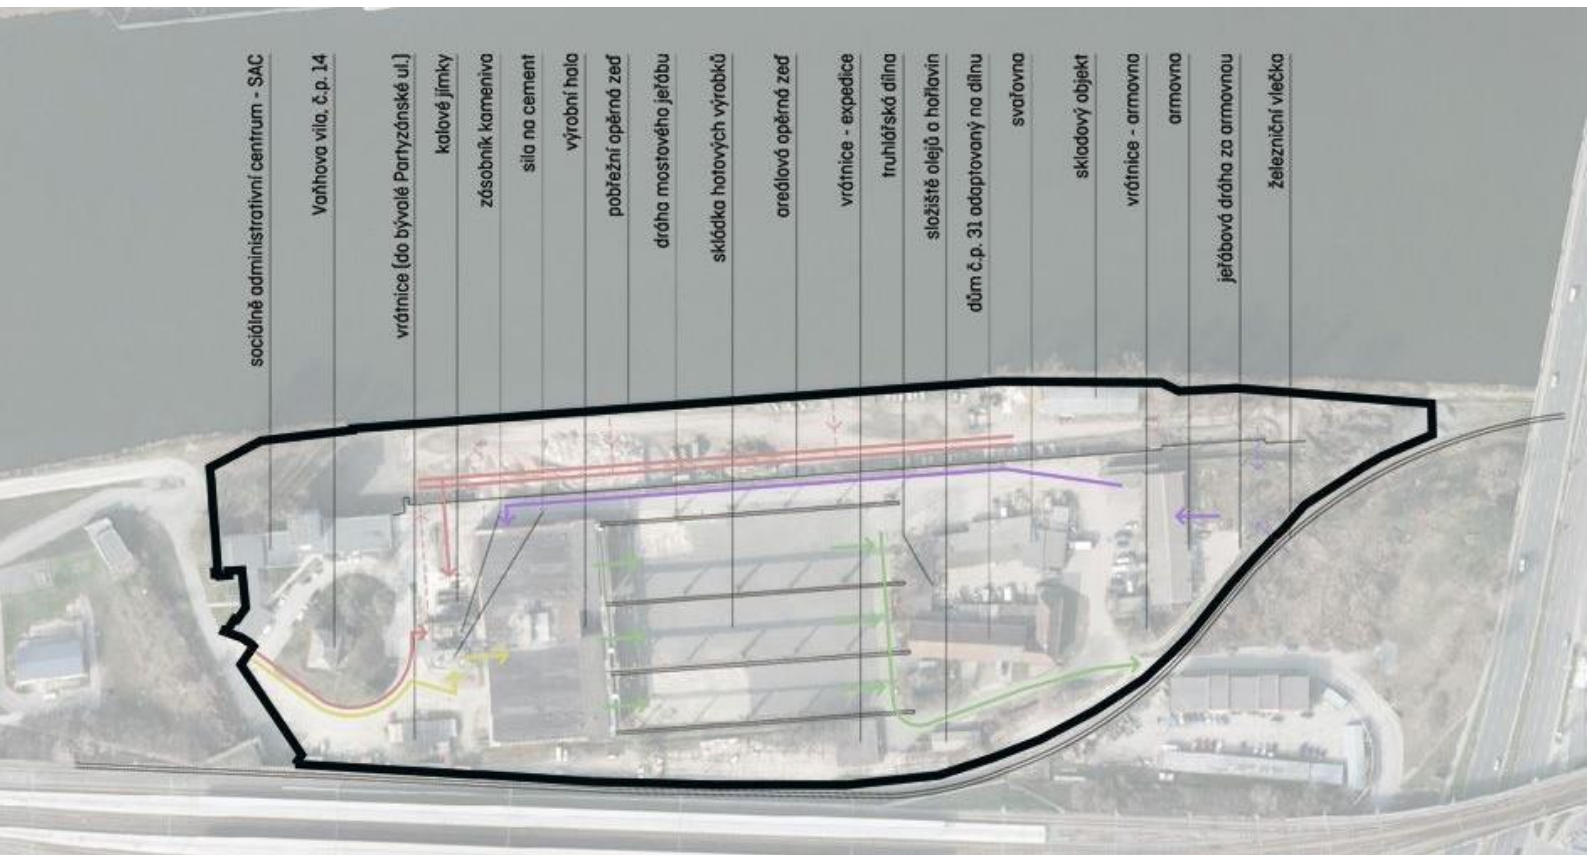 sociálně administrativní centrum - SAC
Vaňhova vila, č.p. 14
vrátnice (do bývalé Partyzánské ul.)
kalové jímky
zásobník kameniva
sila na cement
výrobní hala
pobřežní opěrná zeď
dráha mostového jeřábu
skládka hotových výrobků
areálová opěrná zeď
vrátnice - expedice
truhlářská dílna
složiště olejů a hořlavin
dům č.p. 31 adaptovaný na dílnu
svařovna
skladový objekt
vrátnice - armovna
armovna
jeřábová dráha za armovnou
železniční vlečka